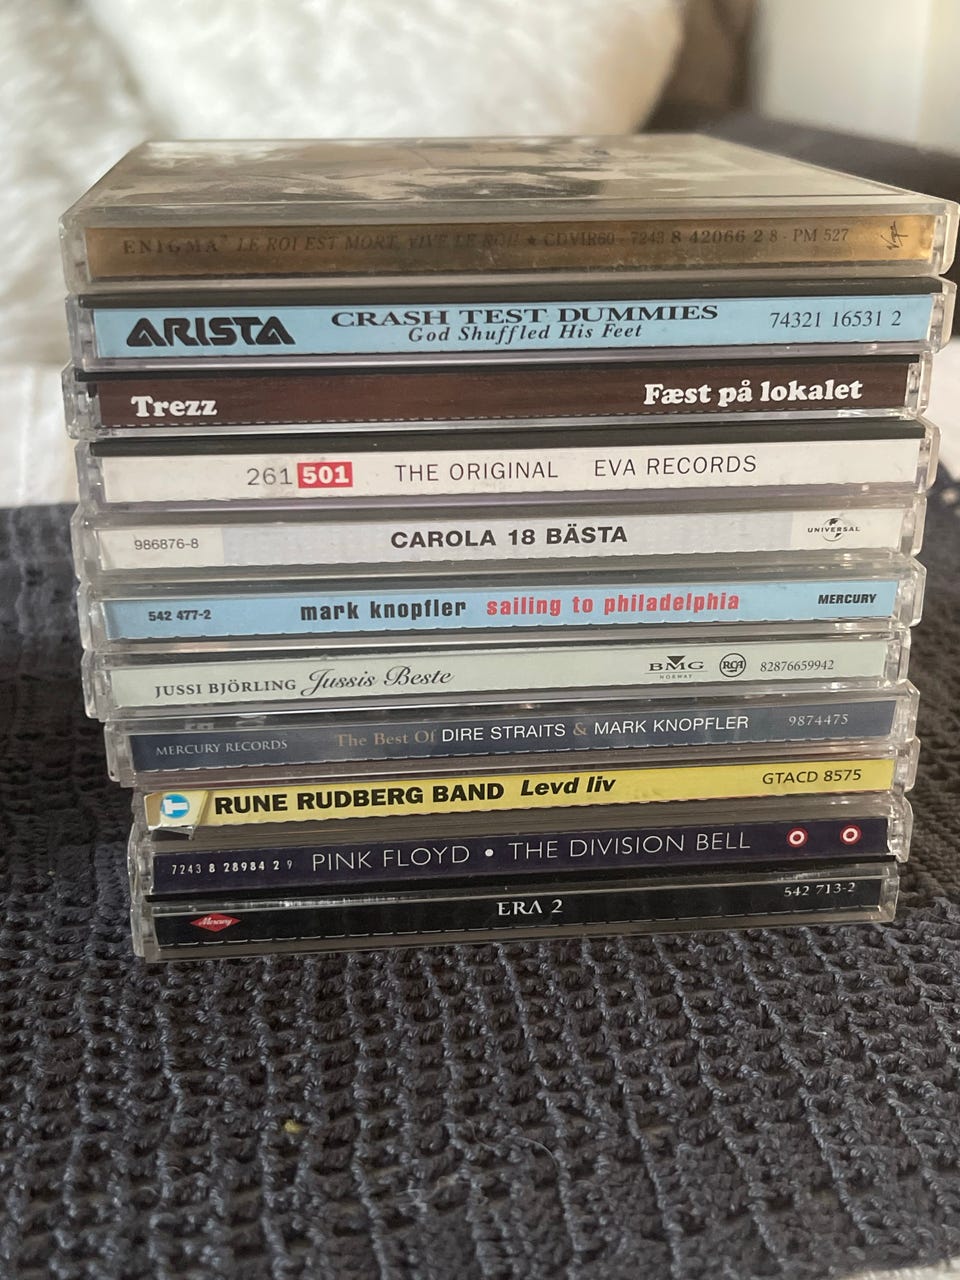 ENIGMA LE ROI EST MORT, VIVE LE ROI! ★ CDVIR60 · 7243 8 42066 2 8 · PM 527
ARISTA CRASH TEST DUMMIES 74321 16531 2
God Shuffled His Feet
Trezz Fæst på lokalet
261 501 THE ORIGINAL EVA RECORDS
986876-8 CAROLA 18 BÄSTA UNIVERSAL
542 477-2 mark knopfler sailing to philadelphia MERCURY
JUSSI BJÖRLING Jussis Beste BMG NORWAY RCA 82876659942
MERCURY RECORDS The Best Of DIRE STRAITS & MARK KNOPFLER 9874475
RUNE RUDBERG BAND Levd liv GTACD 8575
7243 8 28984 2 9 PINK FLOYD • THE DIVISION BELL
Mercury ERA 2 542 713-2